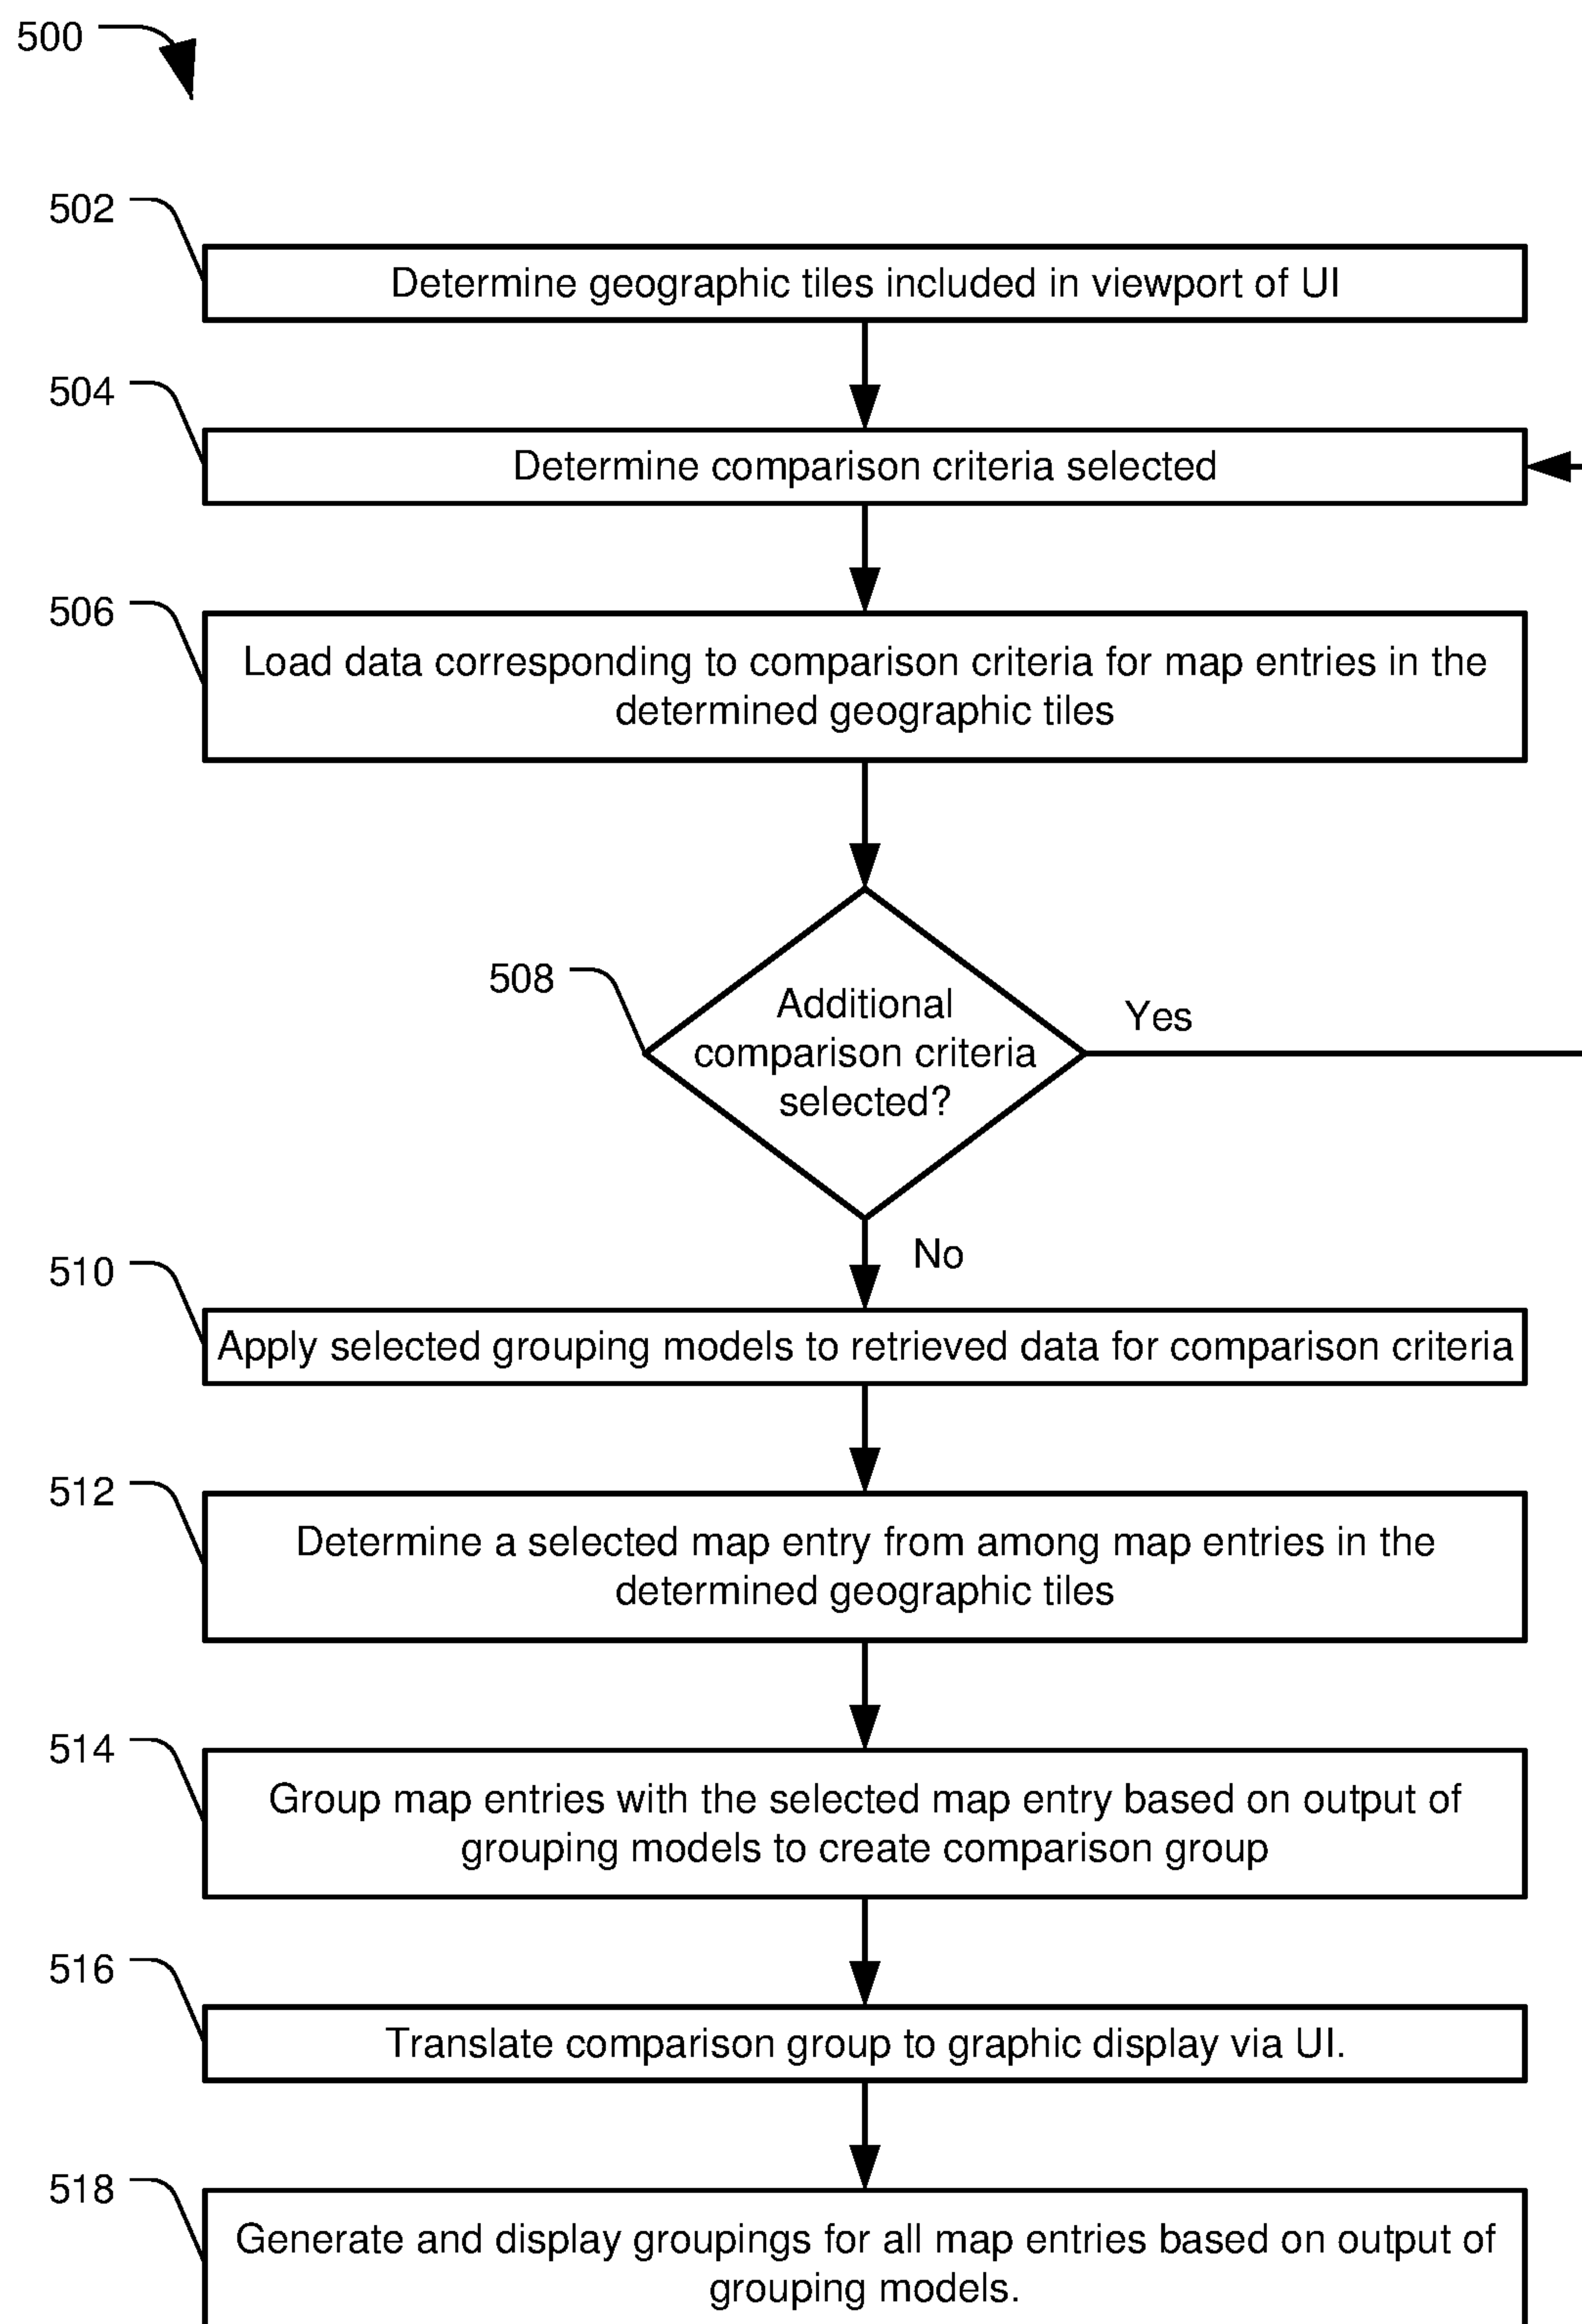 500
502
Determine geographic tiles included in viewport of UI
504
Determine comparison criteria selected
506
Load data corresponding to comparison criteria for map entries in the
determined geographic tiles
508
Additional
comparison criteria
selected?
Yes
No
510
Apply selected grouping models to retrieved data for comparison criteria
512
Determine a selected map entry from among map entries in the
determined geographic tiles
514
Group map entries with the selected map entry based on output of
grouping models to create comparison group
516
Translate comparison group to graphic display via UI.
518
Generate and display groupings for all map entries based on output of
grouping models.